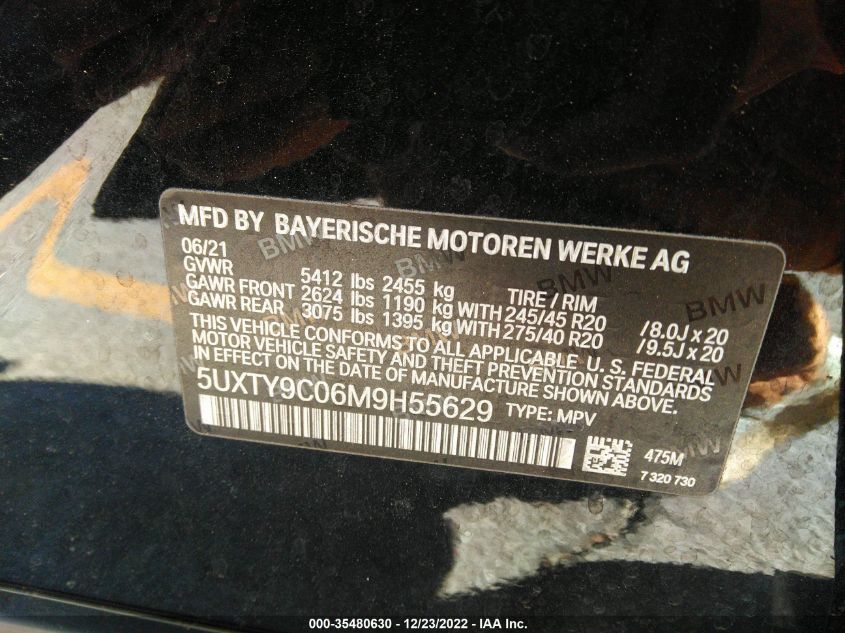 MFD BY BAYERISCHE MOTOREN WERKE AG
06/21
GVWR 5412 lbs 2455 kg TIRE / RIM
GAWR FRONT 2624 lbs 1190 kg WITH 245/45 R20 /8.0J x 20
GAWR REAR 3075 lbs 1395 kg WITH 275/40 R20 /9.5J x 20
THIS VEHICLE CONFORMS TO ALL APPLICABLE U. S. FEDERAL
MOTOR VEHICLE SAFETY AND THEFT PREVENTION STANDARDS
IN EFFECT ON THE DATE OF MANUFACTURE SHOWN ABOVE.
5UXTY9C06M9H55629 TYPE: MPV
475M
7 320 730
BMW
BMW
BMW
000-35480630 - 12/23/2022 - IAA Inc.